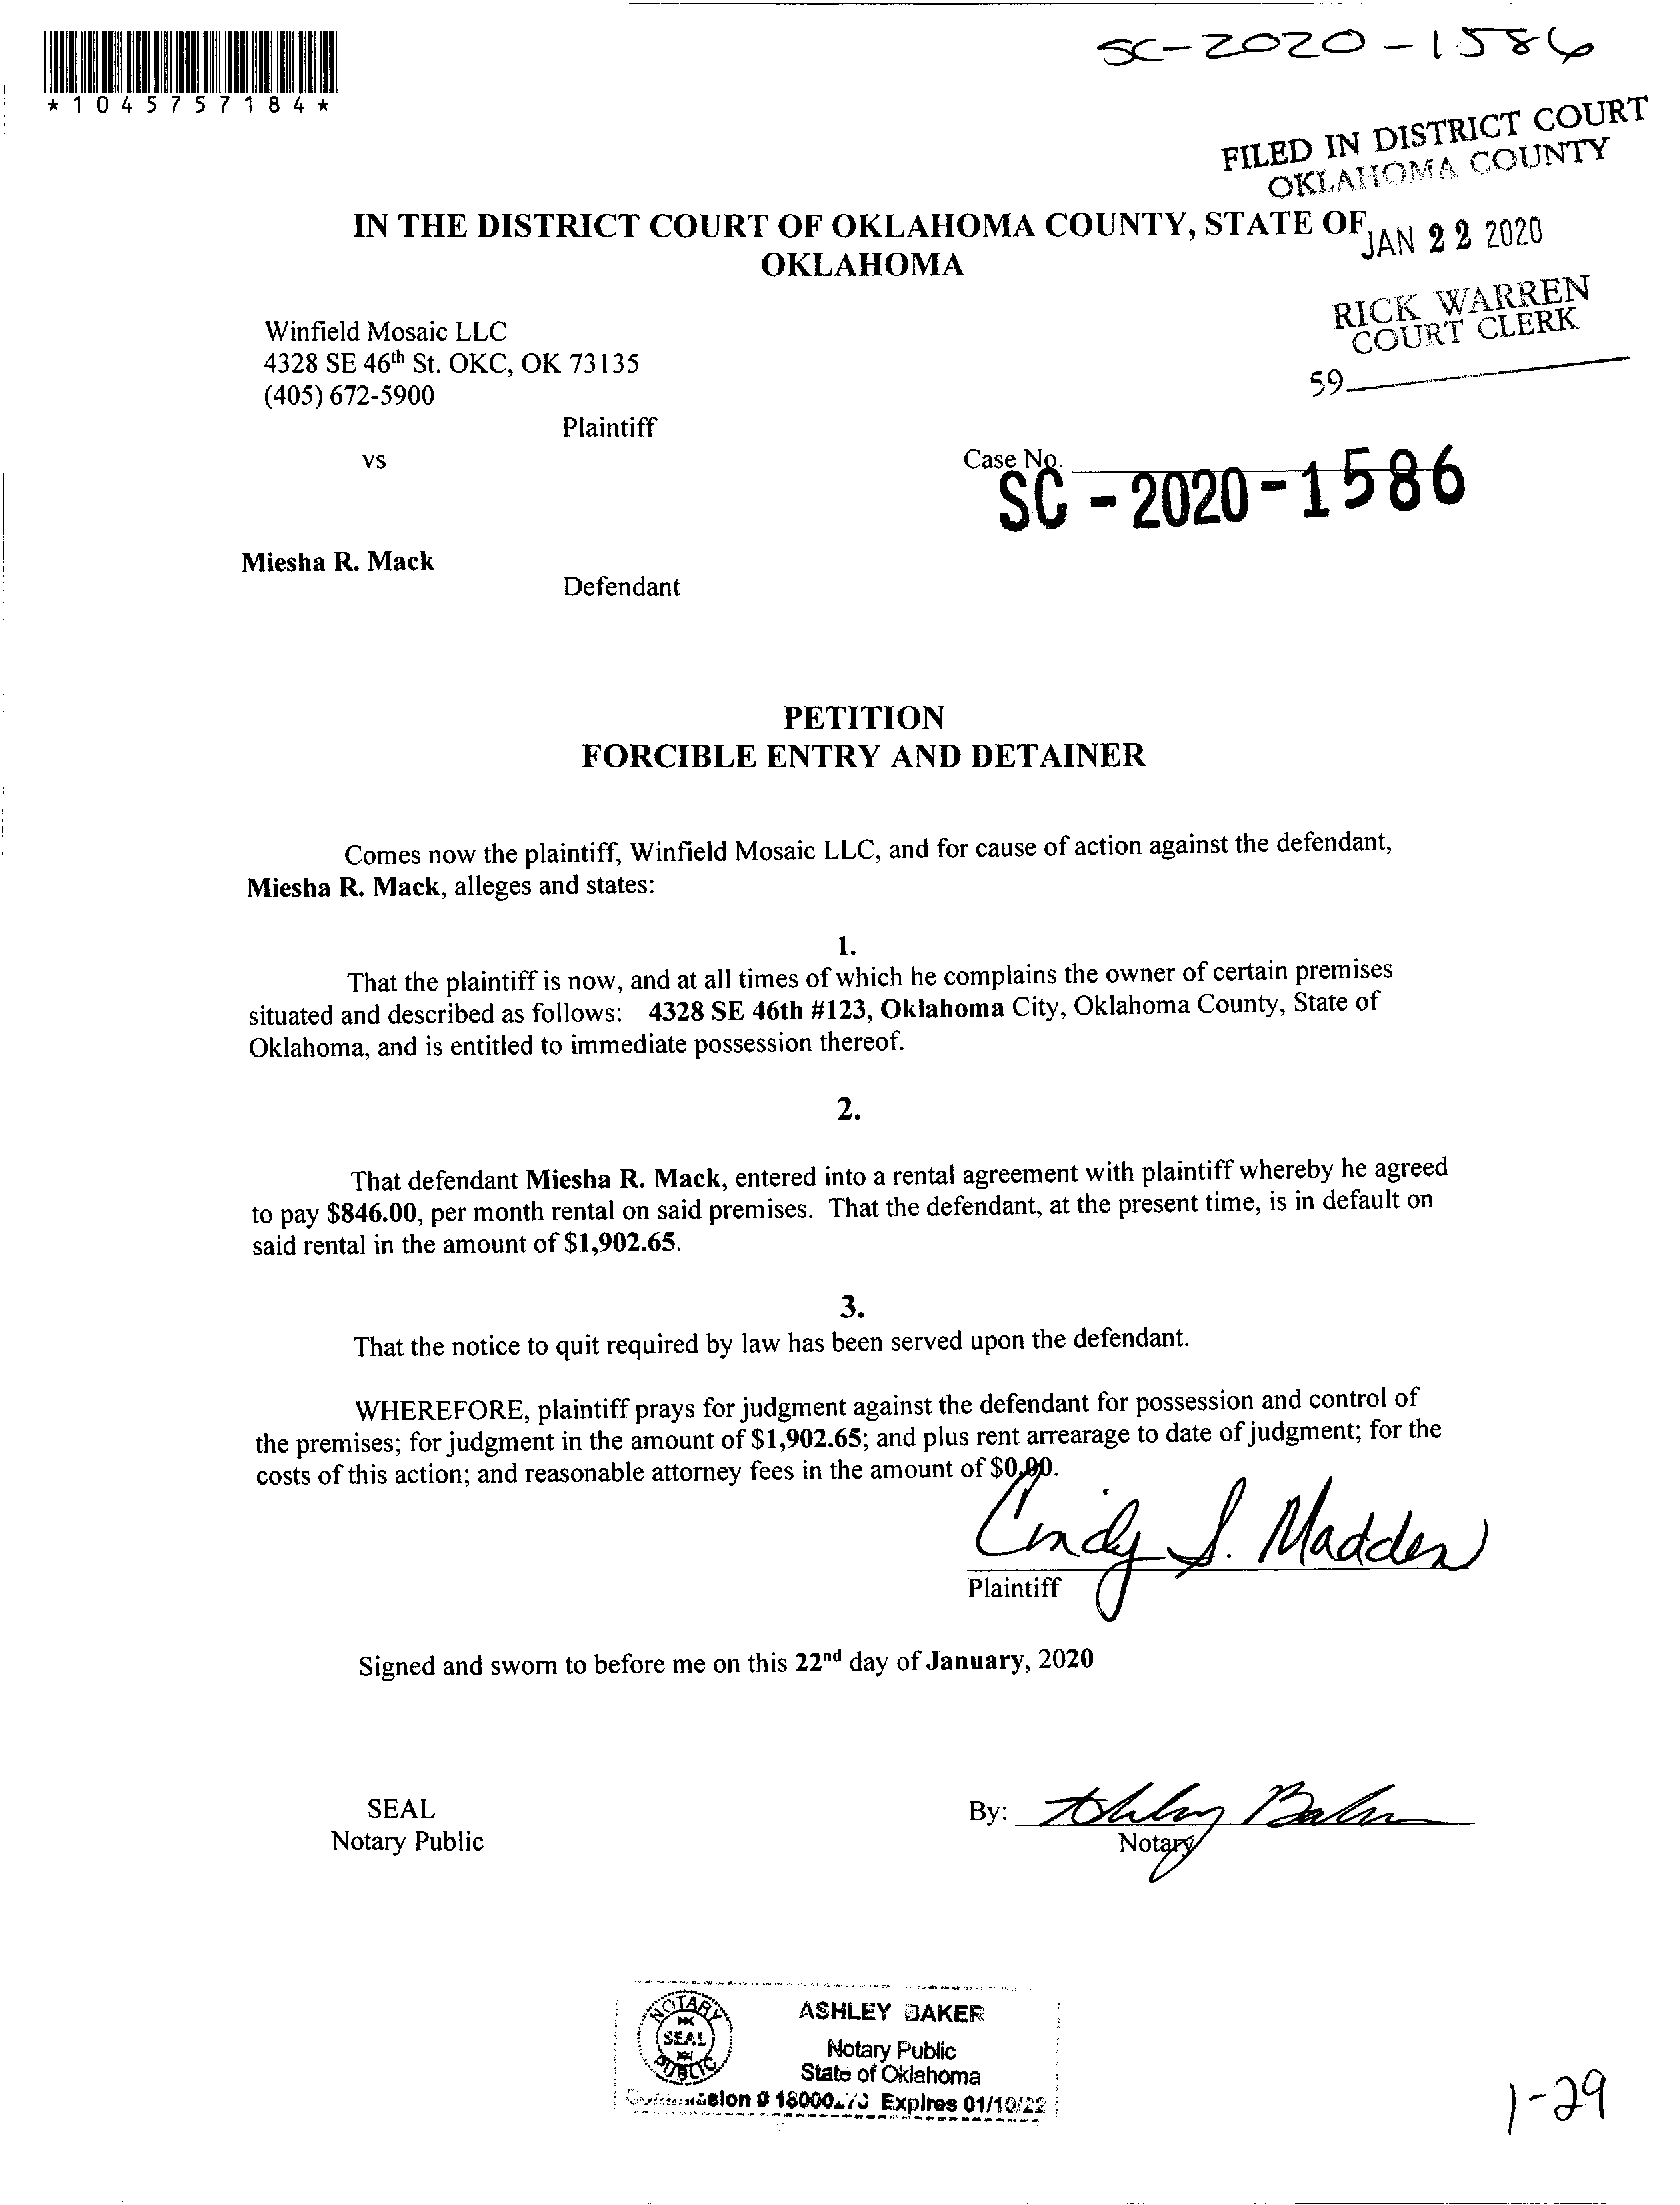 *1045757184*
SC-2020-1586
FILED IN DISTRICT COURT
OKLAHOMA COUNTY
IN THE DISTRICT COURT OF OKLAHOMA COUNTY, STATE OF
OKLAHOMA
JAN 22 2020
RICK WARREN
COURT CLERK
59
Winfield Mosaic LLC
4328 SE 46th St. OKC, OK 73135
(405) 672-5900
Plaintiff
vs
Case No.
SC - 2020 - 1586
Miesha R. Mack
Defendant
PETITION
FORCIBLE ENTRY AND DETAINER
Comes now the plaintiff, Winfield Mosaic LLC, and for cause of action against the defendant,
Miesha R. Mack, alleges and states:
1.
That the plaintiff is now, and at all times of which he complains the owner of certain premises
situated and described as follows: 4328 SE 46th #123, Oklahoma City, Oklahoma County, State of
Oklahoma, and is entitled to immediate possession thereof.
2.
That defendant Miesha R. Mack, entered into a rental agreement with plaintiff whereby he agreed
to pay $846.00, per month rental on said premises. That the defendant, at the present time, is in default on
said rental in the amount of $1,902.65.
3.
That the notice to quit required by law has been served upon the defendant.
WHEREFORE, plaintiff prays for judgment against the defendant for possession and control of
the premises; for judgment in the amount of $1,902.65; and plus rent arrearage to date of judgment; for the
costs of this action; and reasonable attorney fees in the amount of $0.00.
Cindy S. Madden
Plaintiff
Signed and sworn to before me on this 22nd day of January, 2020
SEAL
Notary Public
By: Ashley Baker
Notary
NOTARY
SEAL
PUBLIC
ASHLEY BAKER
Notary Public
State of Oklahoma
Expires 01/10/22
1-29